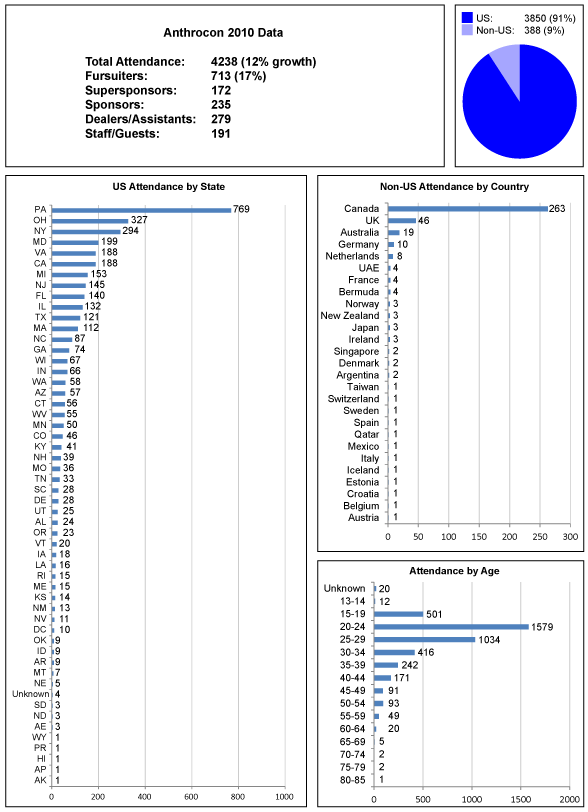 Anthrocon 2010 Data
Total Attendance: 4238 (12% growth)
Fursuiters: 713 (17%)
Supersponsors: 172
Sponsors: 235
Dealers/Assistants: 279
Staff/Guests: 191
US: 3850 (91%)
Non-US: 388 (9%)
US Attendance by State
PA 769
OH 327
NY 294
MD 199
VA 188
CA 188
MI 153
NJ 145
FL 140
IL 132
TX 121
MA 112
NC 87
GA 74
WI 67
IN 66
WA 58
AZ 57
CT 56
WV 55
MN 50
CO 46
KY 41
NH 39
MO 36
TN 33
SC 28
DE 28
UT 25
AL 24
OR 23
VT 20
IA 18
LA 16
RI 15
ME 15
KS 14
NM 13
NV 11
DC 10
OK 9
ID 9
AR 9
MT 7
NE 5
Unknown 4
SD 3
ND 3
AE 3
WY 1
PR 1
HI 1
AP 1
AK 1
0 200 400 600 800 1000
Non-US Attendance by Country
Canada 263
UK 46
Australia 19
Germany 10
Netherlands 8
UAE 4
France 4
Bermuda 4
Norway 3
New Zealand 3
Japan 3
Ireland 3
Singapore 2
Denmark 2
Argentina 2
Taiwan 1
Switzerland 1
Sweden 1
Spain 1
Qatar 1
Mexico 1
Italy 1
Iceland 1
Estonia 1
Croatia 1
Belgium 1
Austria 1
0 50 100 150 200 250 300
Attendance by Age
Unknown 20
13-14 12
15-19 501
20-24 1579
25-29 1034
30-34 416
35-39 242
40-44 171
45-49 91
50-54 93
55-59 49
60-64 20
65-69 5
70-74 2
75-79 2
80-85 1
0 500 1000 1500 2000